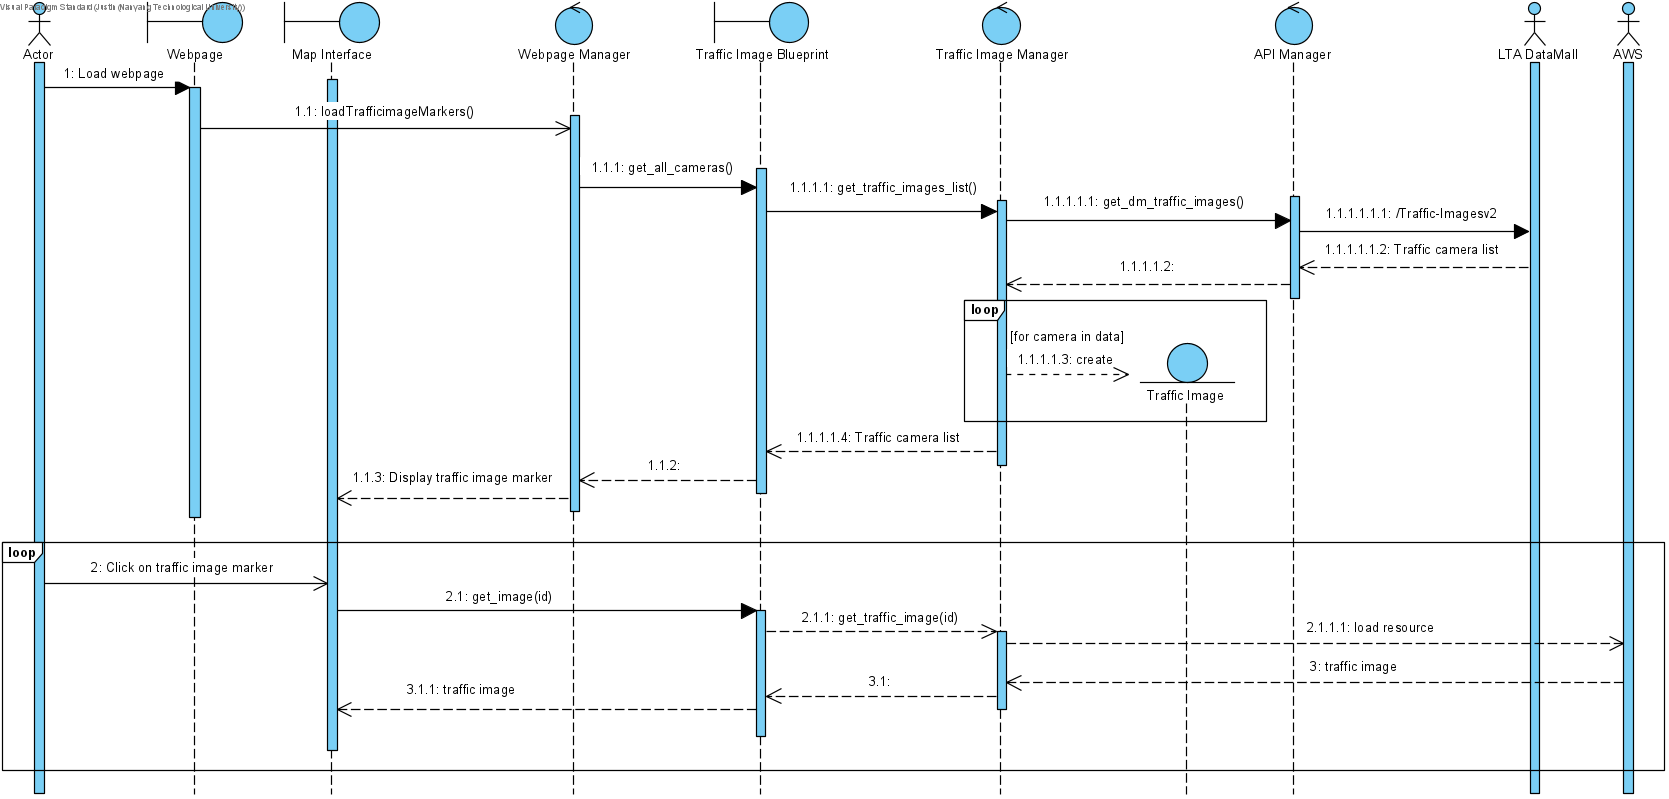 Visual Paradigm Standard (Justin (Nanyang Technological University))
Actor
Webpage
Map Interface
Webpage Manager
Traffic Image Blueprint
Traffic Image Manager
API Manager
LTA DataMall
AWS
1: Load webpage
1.1: loadTrafficimageMarkers()
1.1.1: get_all_cameras()
1.1.1.1: get_traffic_images_list()
1.1.1.1.1: get_dm_traffic_images()
1.1.1.1.1.1: /Traffic-Imagesv2
1.1.1.1.1.2: Traffic camera list
1.1.1.1.2:
loop
[for camera in data]
1.1.1.1.3: create
Traffic Image
1.1.1.1.4: Traffic camera list
1.1.2:
1.1.3: Display traffic image marker
loop
2: Click on traffic image marker
2.1: get_image(id)
2.1.1: get_traffic_image(id)
2.1.1.1: load resource
3: traffic image
3.1:
3.1.1: traffic image